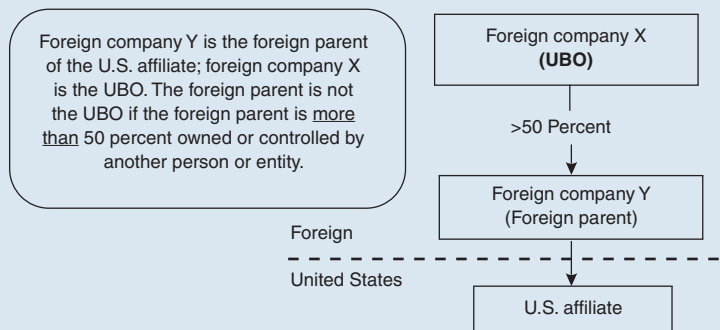 Foreign company Y is the foreign parent
of the U.S. affiliate; foreign company X
is the UBO. The foreign parent is not
the UBO if the foreign parent is more
than 50 percent owned or controlled by
another person or entity.
Foreign company X
(UBO)
>50 Percent
Foreign company Y
(Foreign parent)
Foreign
United States
U.S. affiliate